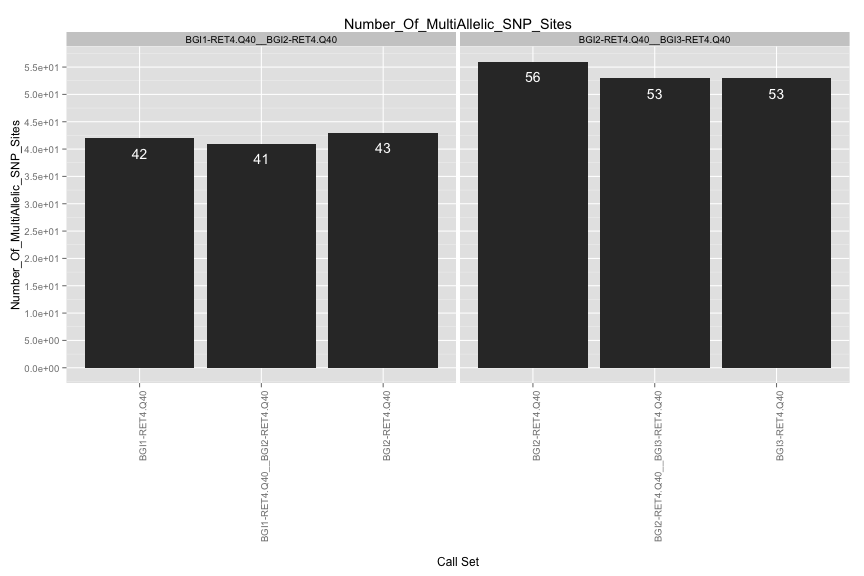 Number_Of_MultiAllelic_SNP_Sites
BGI1-RET4.Q40__BGI2-RET4.Q40
BGI2-RET4.Q40__BGI3-RET4.Q40
Number_Of_MultiAllelic_SNP_Sites
5.5e+01
5.0e+01
4.5e+01
4.0e+01
3.5e+01
3.0e+01
2.5e+01
2.0e+01
1.5e+01
1.0e+01
5.0e+00
0.0e+00
42
41
43
56
53
53
BGI1-RET4.Q40
BGI1-RET4.Q40__BGI2-RET4.Q40
BGI2-RET4.Q40
BGI2-RET4.Q40
BGI2-RET4.Q40__BGI3-RET4.Q40
BGI3-RET4.Q40
Call Set